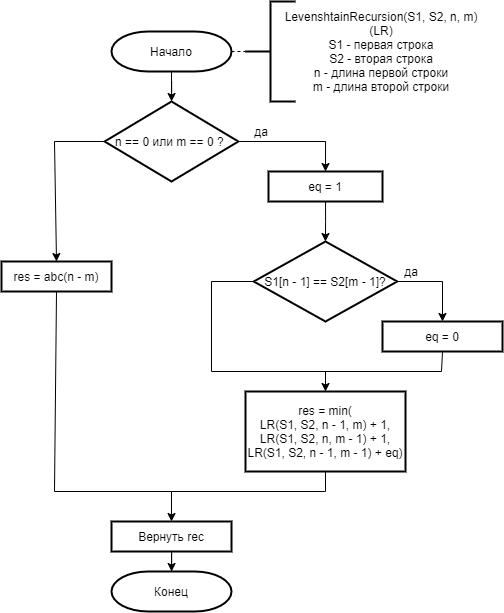 LevenshtainRecursion(S1, S2, n, m)
(LR)
S1 - первая строка
S2 - вторая строка
n - длина первой строки
m - длина второй строки
Начало
n == 0 или m == 0 ?
да
eq = 1
S1[n - 1] == S2[m - 1]?
да
res = abc(n - m)
eq = 0
res = min(
LR(S1, S2, n - 1, m) + 1,
LR(S1, S2, n, m - 1) + 1,
LR(S1, S2, n - 1, m - 1) + eq)
Вернуть rec
Конец